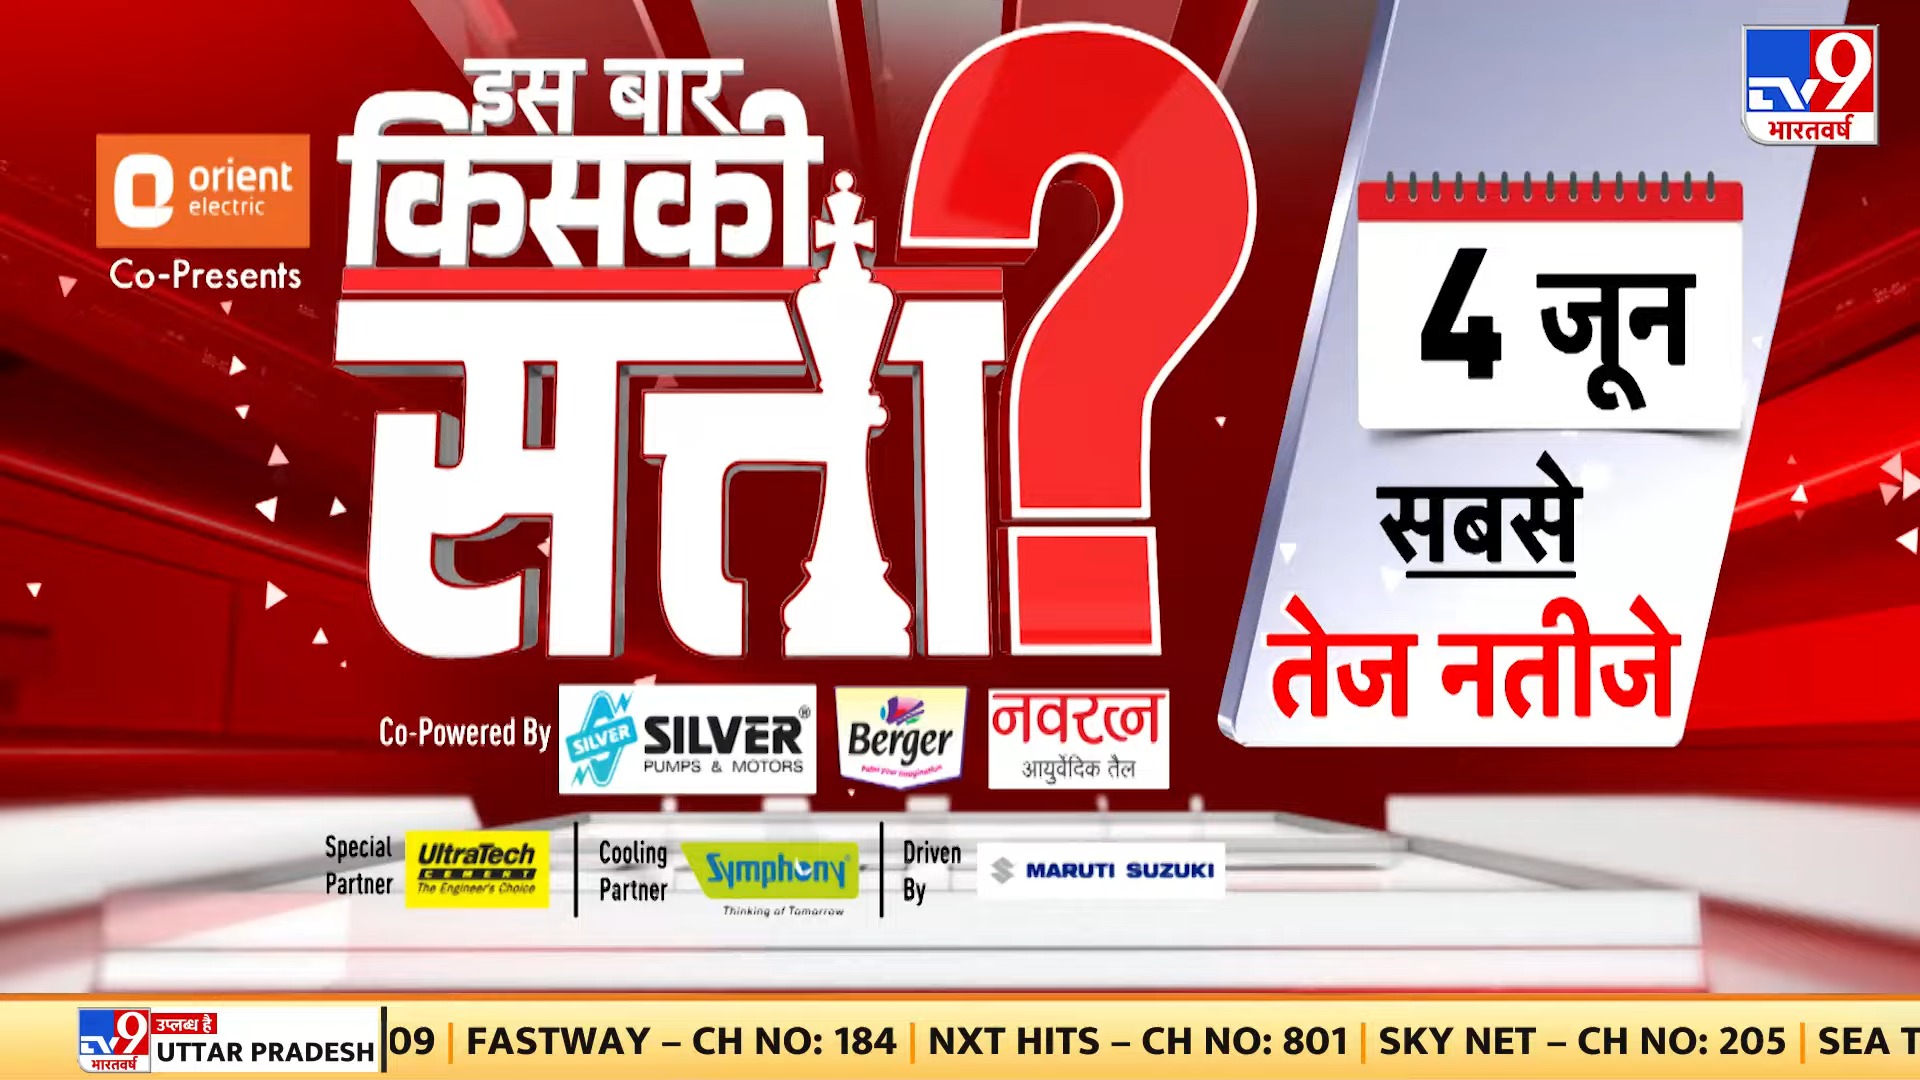 इस बार
किसकी
सत्ता?
orient
electric
Co-Presents
TV9
भारतवर्ष
4 जून
सबसे
तेज नतीजे
Co-Powered By
SILVER
SILVER®
PUMPS & MOTORS
Berger
Paint your imagination
नवरत्न
आयुर्वेदिक तैल
Special
Partner
UltraTech
CEMENT
The Engineer's Choice
Cooling
Partner
Symphony®
Thinking of Tomorrow
Driven
By
MARUTI SUZUKI
TV9
भारतवर्ष
उपलब्ध है
UTTAR PRADESH
09 | FASTWAY – CH NO: 184 | NXT HITS – CH NO: 801 | SKY NET – CH NO: 205 | SEA T